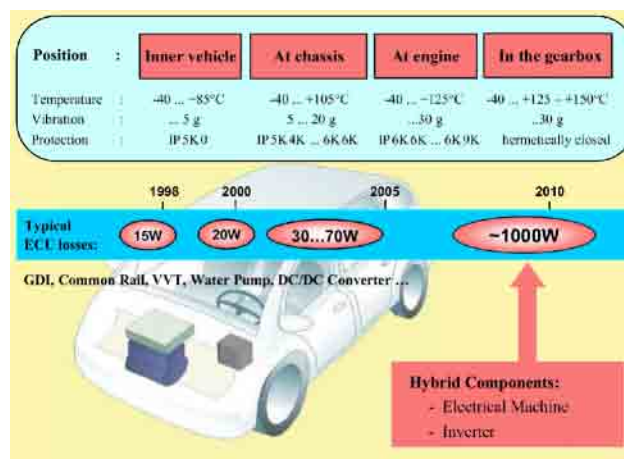 Position : Inner vehicle At chassis At engine In the gearbox
Temperature : -40 ... +85°C -40 ... +105°C -40 ... +125°C -40 ... +125 ÷ +150°C
Vibration : ... 5 g 5 ... 20 g ...30 g ...30 g
Protection : IP5K0 IP5K4K ... 6K6K IP6K6K ... 6K9K hermetically closed
1998 2000 2005 2010
Typical
ECU losses: 15W 20W 30...70W ~1000W
GDI, Common Rail, VVT, Water Pump, DC/DC Converter ...
Hybrid Components:
- Electrical Machine
- Inverter